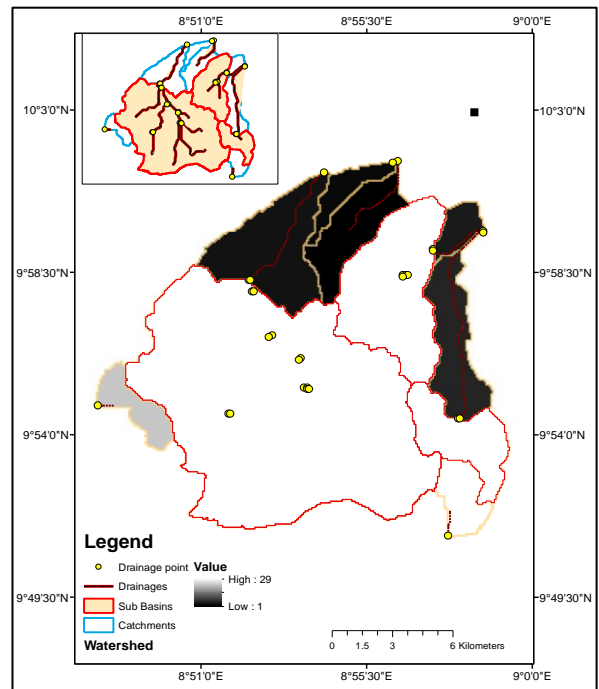 8°51'0"E 8°55'30"E 9°0'0"E
10°3'0"N 10°3'0"N
9°58'30"N 9°58'30"N
9°54'0"N 9°54'0"N
Legend
Drainage point
Drainages
Sub Basins
Catchments
Watershed
Value
High : 29
Low : 1
9°49'30"N 9°49'30"N
0 1.5 3 6 Kilometers
8°51'0"E 8°55'30"E 9°0'0"E